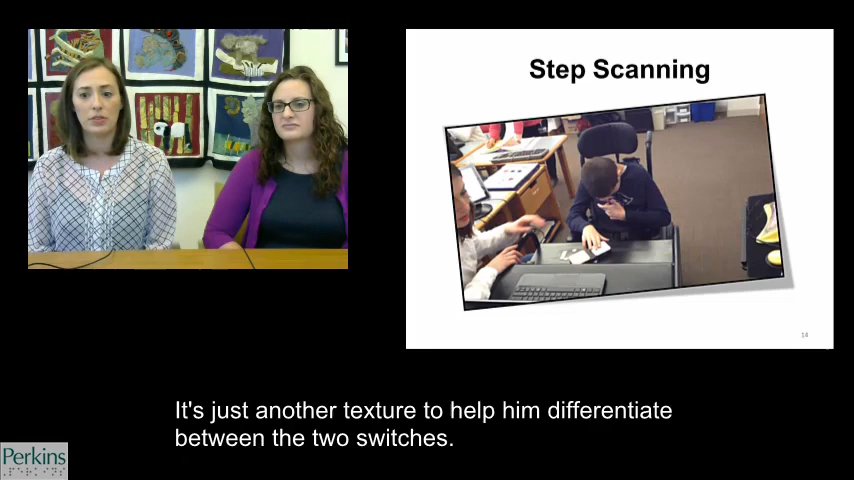 Step Scanning
14
It's just another texture to help him differentiate
between the two switches.
Perkins